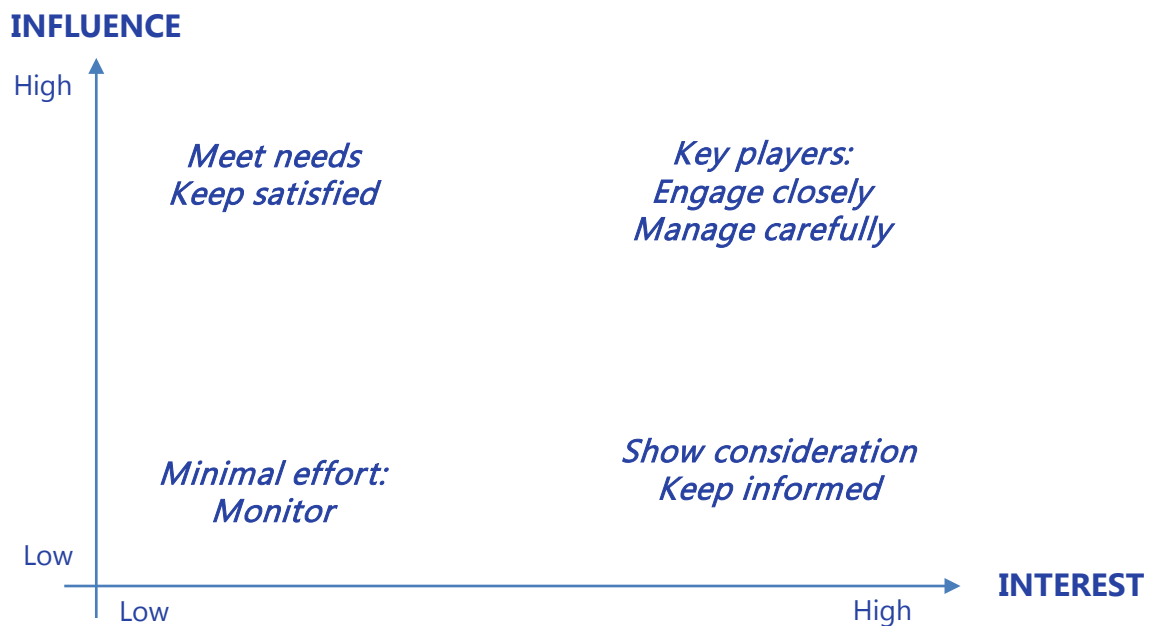 INFLUENCE
High
Meet needs
Keep satisfied
Key players:
Engage closely
Manage carefully
Minimal effort:
Monitor
Show consideration
Keep informed
Low
INTEREST
Low
High